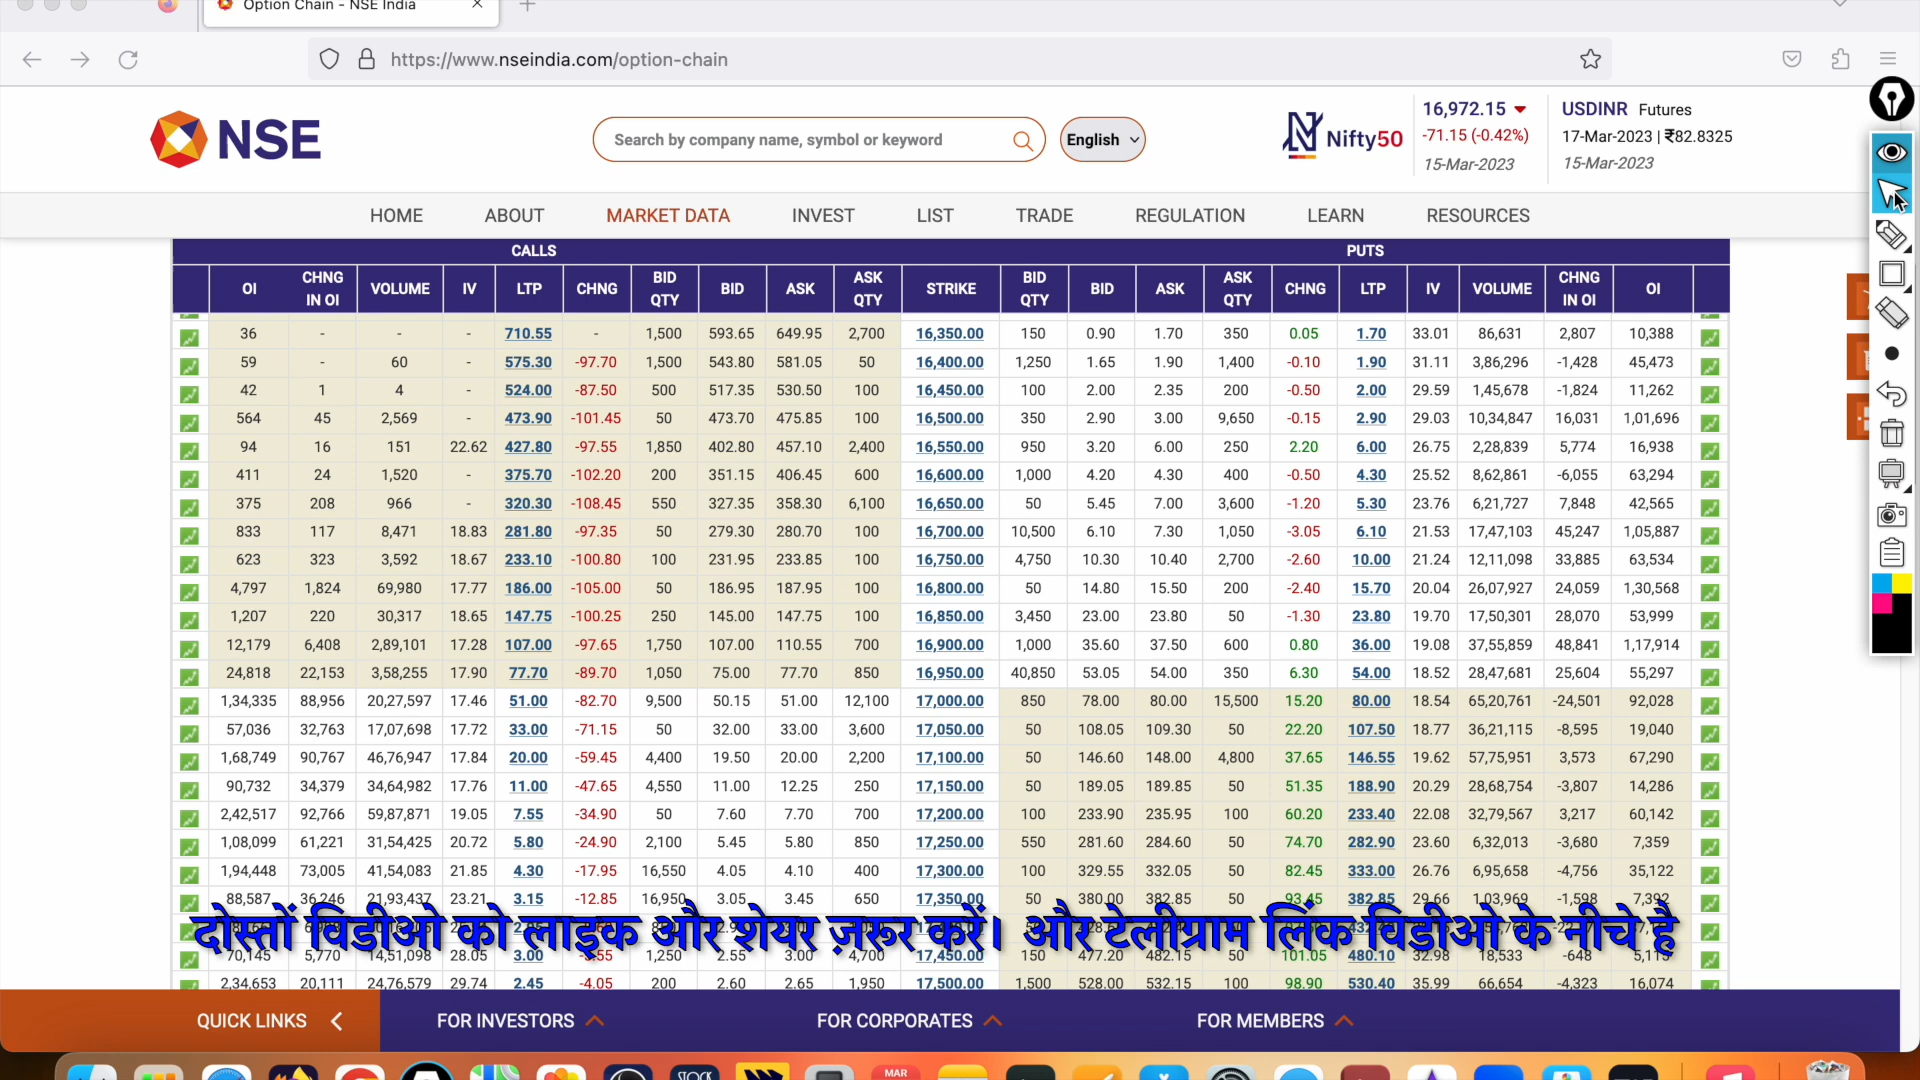 Option Chain - NSE India
https://www.nseindia.com/option-chain
NSE
Search by company name, symbol or keyword
English
Nifty50
16,972.15
-71.15 (-0.42%)
15-Mar-2023
USDINR Futures
17-Mar-2023 | ₹82.8325
15-Mar-2023
HOME ABOUT MARKET DATA INVEST LIST TRADE REGULATION LEARN RESOURCES
CALLS PUTS
OI CHNG IN OI VOLUME IV LTP CHNG BID QTY BID ASK ASK QTY STRIKE BID QTY BID ASK ASK QTY CHNG LTP IV VOLUME CHNG IN OI OI
36 - - - 710.55 - 1,500 593.65 649.95 2,700 16,350.00 150 0.90 1.70 350 0.05 1.70 33.01 86,631 2,807 10,388
59 - 60 - 575.30 -97.70 1,500 543.80 581.05 50 16,400.00 1,250 1.65 1.90 1,400 -0.10 1.90 31.11 3,86,296 -1,428 45,473
42 1 4 - 524.00 -87.50 500 517.35 530.50 100 16,450.00 100 2.00 2.35 200 -0.50 2.00 29.59 1,45,678 -1,824 11,262
564 45 2,569 - 473.90 -101.45 50 473.70 475.85 100 16,500.00 350 2.90 3.00 9,650 -0.15 2.90 29.03 10,34,847 16,031 1,01,696
94 16 151 22.62 427.80 -97.55 1,850 402.80 457.10 2,400 16,550.00 950 3.20 6.00 250 2.20 6.00 26.75 2,28,839 5,774 16,938
411 24 1,520 - 375.70 -102.20 200 351.15 406.45 600 16,600.00 1,000 4.20 4.30 400 -0.50 4.30 25.52 8,62,861 -6,055 63,294
375 208 966 - 320.30 -108.45 550 327.35 358.30 6,100 16,650.00 50 5.45 7.00 3,600 -1.20 5.30 23.76 6,21,727 7,848 42,565
833 117 8,471 18.83 281.80 -97.35 50 279.30 280.70 100 16,700.00 10,500 6.10 7.30 1,050 -3.05 6.10 21.53 17,47,103 45,247 1,05,887
623 323 3,592 18.67 233.10 -100.80 100 231.95 233.85 100 16,750.00 4,750 10.30 10.40 2,700 -2.60 10.00 21.24 12,11,098 33,885 63,534
4,797 1,824 69,980 17.77 186.00 -105.00 50 186.95 187.95 100 16,800.00 50 14.80 15.50 200 -2.40 15.70 20.04 26,07,927 24,059 1,30,568
1,207 220 30,317 18.65 147.75 -100.25 250 145.00 147.75 100 16,850.00 3,450 23.00 23.80 50 -1.30 23.80 19.70 17,50,301 28,070 53,999
12,179 6,408 2,89,101 17.28 107.00 -97.65 1,750 107.00 110.55 700 16,900.00 1,000 35.60 37.50 600 0.80 36.00 19.08 37,55,859 48,841 1,17,914
24,818 22,153 3,58,255 17.90 77.70 -89.70 1,050 75.00 77.70 850 16,950.00 40,850 53.05 54.00 350 6.30 54.00 18.52 28,47,681 25,604 55,297
1,34,335 88,956 20,27,597 17.46 51.00 -82.70 9,500 50.15 51.00 12,100 17,000.00 850 78.00 80.00 15,500 15.20 80.00 18.54 65,20,761 -24,501 92,028
57,036 32,763 17,07,698 17.72 33.00 -71.15 50 32.00 33.00 3,600 17,050.00 50 108.05 109.30 50 22.20 107.50 18.77 36,21,115 -8,595 19,040
1,68,749 90,767 46,76,947 17.84 20.00 -59.45 4,400 19.50 20.00 2,200 17,100.00 50 146.60 148.00 4,800 37.65 146.55 19.62 57,75,951 3,573 67,290
90,732 34,379 34,64,982 17.76 11.00 -47.65 4,550 11.00 12.25 250 17,150.00 50 189.05 189.85 50 51.35 188.90 20.29 28,68,754 -3,807 14,286
2,42,517 92,766 59,87,871 19.05 7.55 -34.90 50 7.60 7.70 700 17,200.00 100 233.90 235.95 100 60.20 233.40 22.08 32,79,567 3,217 60,142
1,08,099 61,221 31,54,425 20.72 5.80 -24.90 2,100 5.45 5.80 850 17,250.00 550 281.60 284.60 50 74.70 282.90 23.60 6,32,013 -3,680 7,359
1,94,448 73,005 41,54,083 21.85 4.30 -17.95 16,550 4.05 4.10 400 17,300.00 100 329.55 332.05 50 82.45 333.00 26.76 6,95,658 -4,756 35,122
88,587 36,246 21,93,437 23.21 3.15 -12.85 16,950 3.05 3.45 650 17,350.00 50 380.00 382.85 50 93.45 382.85 29.66 1,03,969 -1,598 7,392
दोस्तों विडीओ को लाइक और शेयर ज़रूर करें। और टेलीग्राम लिंक विडीओ के नीचे है
70,145 5,770 14,51,098 28.05 3.00 1,250 2.55 3.00 4,700 17,450.00 150 477.20 482.15 50 101.05 480.10 32.98 18,533 -648
2,34,653 20,111 24,76,579 29.74 2.45 -4.05 200 2.60 2.65 1,950 17,500.00 1,500 528.00 532.15 100 98.90 530.40 35.99 66,654 -4,323 16,074
QUICK LINKS FOR INVESTORS FOR CORPORATES FOR MEMBERS
STOCK MAR